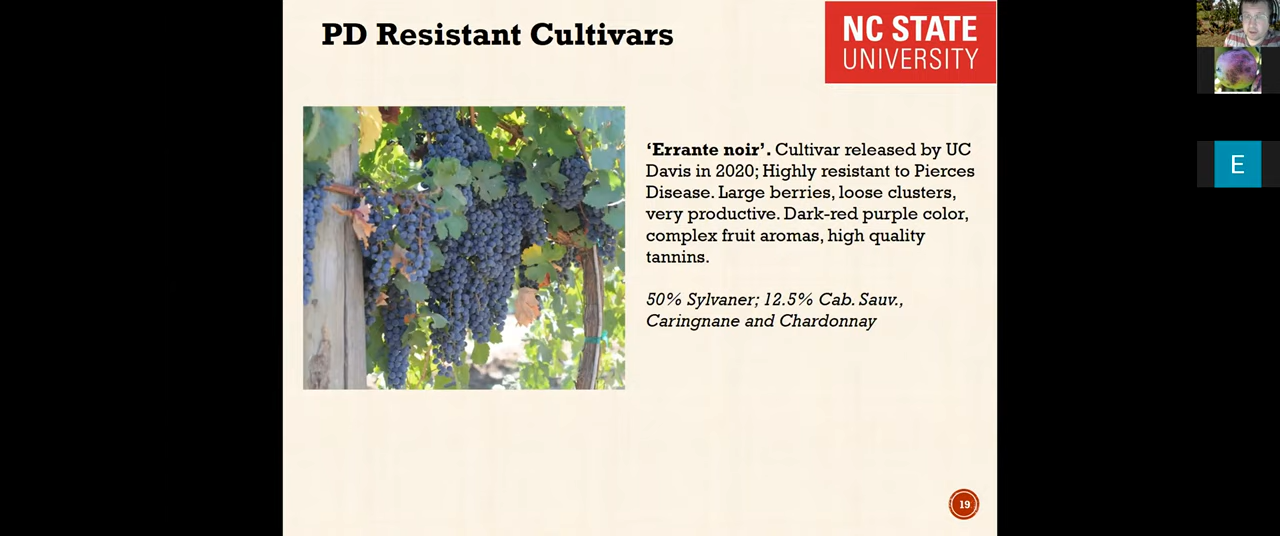 PD Resistant Cultivars
NC STATE
UNIVERSITY
‘Errante noir’. Cultivar released by UC
Davis in 2020; Highly resistant to Pierces
Disease. Large berries, loose clusters,
very productive. Dark-red purple color,
complex fruit aromas, high quality
tannins.
50% Sylvaner; 12.5% Cab. Sauv.,
Caringnane and Chardonnay
19
E